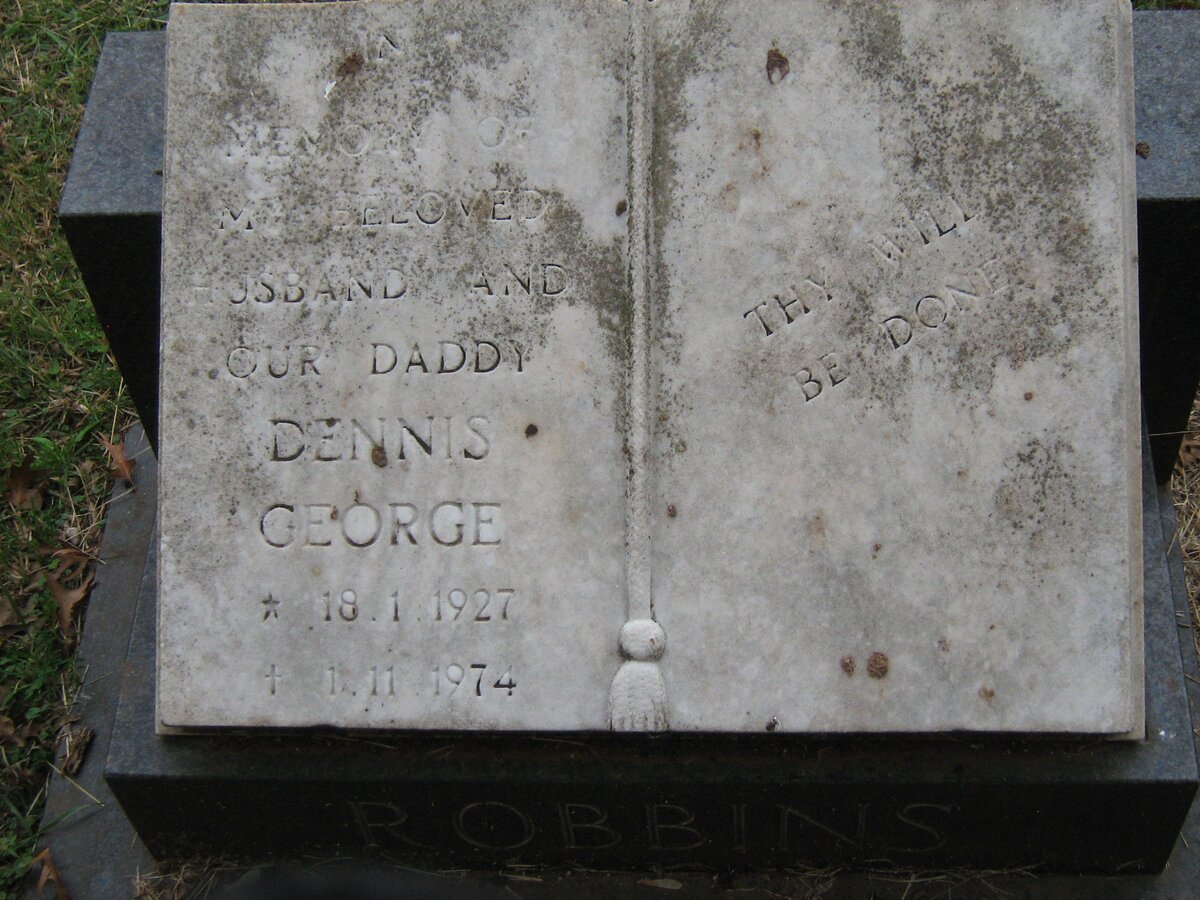 IN
MEMORY OF
MY BELOVED
HUSBAND AND
OUR DADDY
DENNIS
GEORGE
★ 18.1.1927
† 1.11.1974
THY WILL
BE DONE
ROBBINS